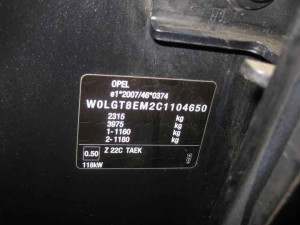 OPEL
e1*2007/46*0374
W0LGT8EM2C1104650
2315 kg
3975 kg
1-1160 kg
2-1180 kg
0.50 Z 22C TAEK
118kW